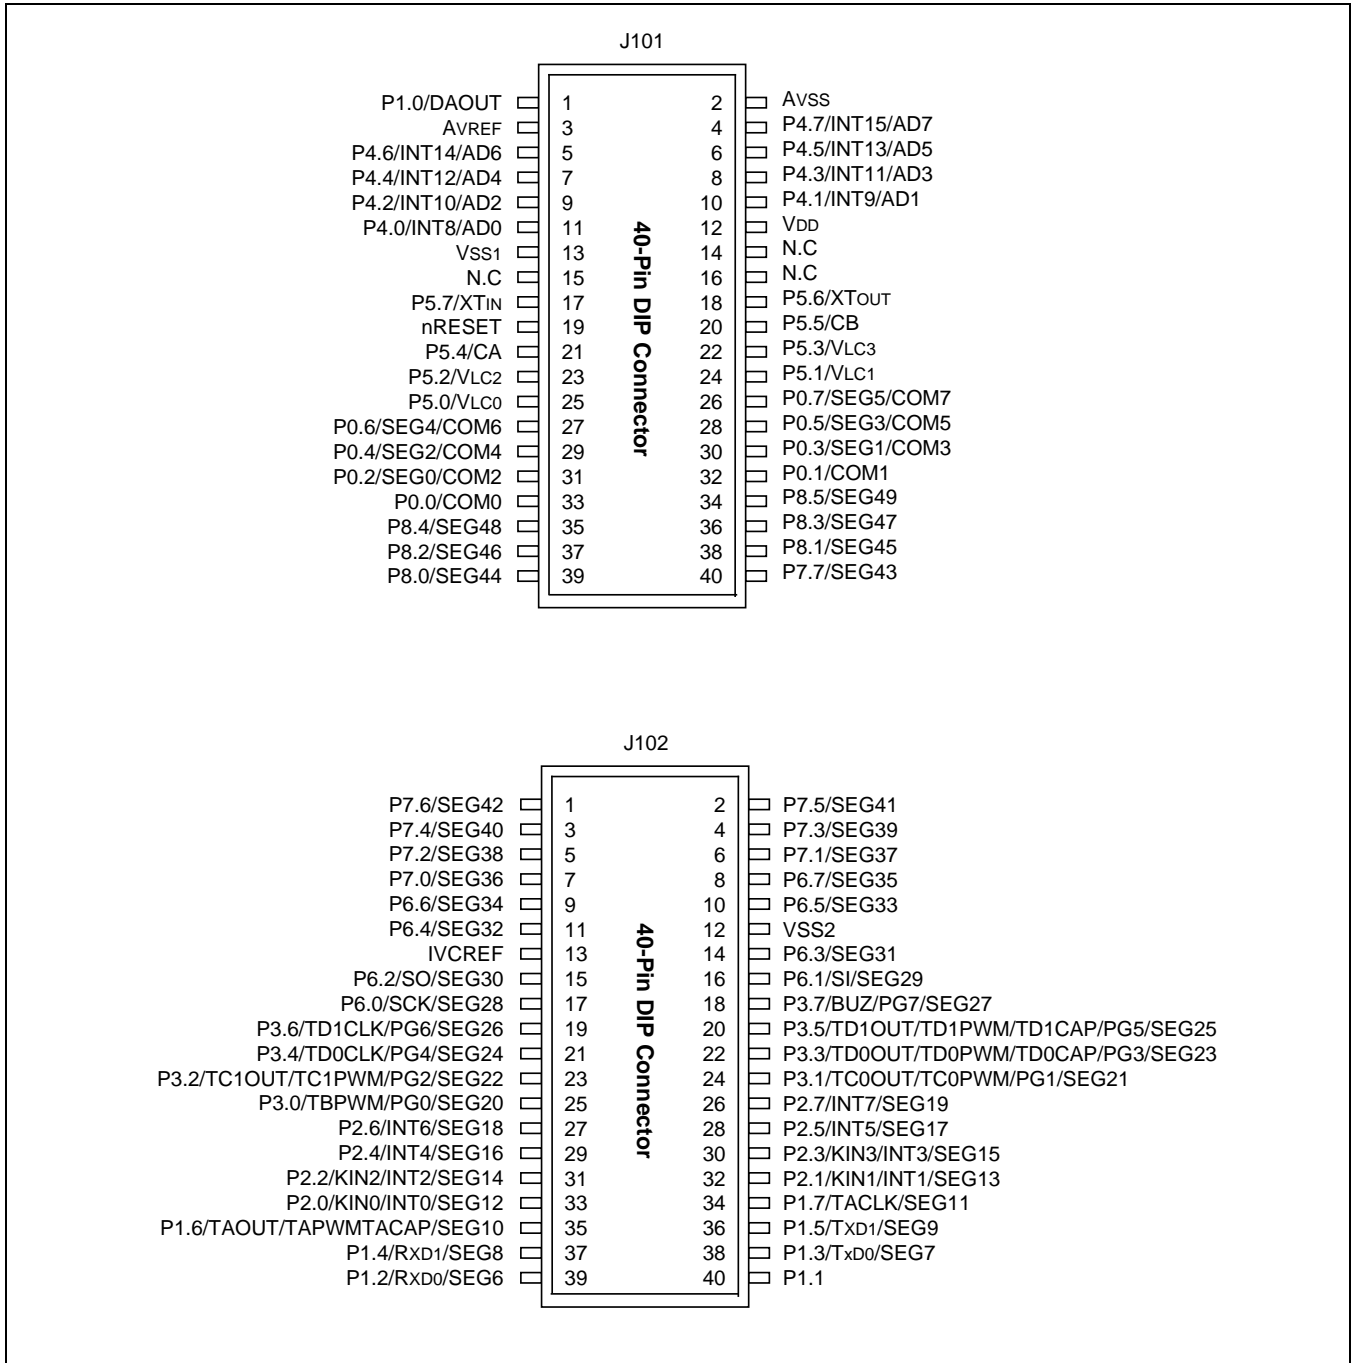 J101
P1.0/DAOUT 1 2 AVSS
AVREF 3 4 P4.7/INT15/AD7
P4.6/INT14/AD6 5 6 P4.5/INT13/AD5
P4.4/INT12/AD4 7 8 P4.3/INT11/AD3
P4.2/INT10/AD2 9 10 P4.1/INT9/AD1
P4.0/INT8/AD0 11 12 VDD
VSS1 13 14 N.C
N.C 15 16 N.C
P5.7/XTIN 17 18 P5.6/XTOUT
nRESET 19 20 P5.5/CB
P5.4/CA 21 22 P5.3/VLC3
P5.2/VLC2 23 24 P5.1/VLC1
P5.0/VLC0 25 26 P0.7/SEG5/COM7
P0.6/SEG4/COM6 27 28 P0.5/SEG3/COM5
P0.4/SEG2/COM4 29 30 P0.3/SEG1/COM3
P0.2/SEG0/COM2 31 32 P0.1/COM1
P0.0/COM0 33 34 P8.5/SEG49
P8.4/SEG48 35 36 P8.3/SEG47
P8.2/SEG46 37 38 P8.1/SEG45
P8.0/SEG44 39 40 P7.7/SEG43
40-Pin DIP Connector
J102
P7.6/SEG42 1 2 P7.5/SEG41
P7.4/SEG40 3 4 P7.3/SEG39
P7.2/SEG38 5 6 P7.1/SEG37
P7.0/SEG36 7 8 P6.7/SEG35
P6.6/SEG34 9 10 P6.5/SEG33
P6.4/SEG32 11 12 VSS2
IVCREF 13 14 P6.3/SEG31
P6.2/SO/SEG30 15 16 P6.1/SI/SEG29
P6.0/SCK/SEG28 17 18 P3.7/BUZ/PG7/SEG27
P3.6/TD1CLK/PG6/SEG26 19 20 P3.5/TD1OUT/TD1PWM/TD1CAP/PG5/SEG25
P3.4/TD0CLK/PG4/SEG24 21 22 P3.3/TD0OUT/TD0PWM/TD0CAP/PG3/SEG23
P3.2/TC1OUT/TC1PWM/PG2/SEG22 23 24 P3.1/TC0OUT/TC0PWM/PG1/SEG21
P3.0/TBPWM/PG0/SEG20 25 26 P2.7/INT7/SEG19
P2.6/INT6/SEG18 27 28 P2.5/INT5/SEG17
P2.4/INT4/SEG16 29 30 P2.3/KIN3/INT3/SEG15
P2.2/KIN2/INT2/SEG14 31 32 P2.1/KIN1/INT1/SEG13
P2.0/KIN0/INT0/SEG12 33 34 P1.7/TACLK/SEG11
P1.6/TAOUT/TAPWMTACAP/SEG10 35 36 P1.5/TXD1/SEG9
P1.4/RXD1/SEG8 37 38 P1.3/TxD0/SEG7
P1.2/RXD0/SEG6 39 40 P1.1
40-Pin DIP Connector